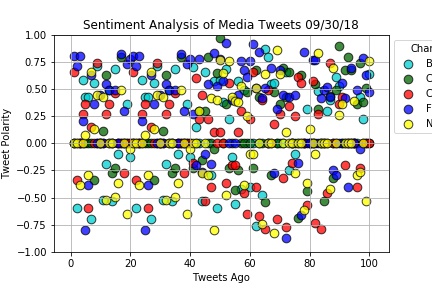 Sentiment Analysis of Media Tweets 09/30/18
Tweet Polarity
1.00
0.75
0.50
0.25
0.00
−0.25
−0.50
−0.75
−1.00
0
20
40
60
80
100
Tweets Ago
Chan
B
C
C
F
N